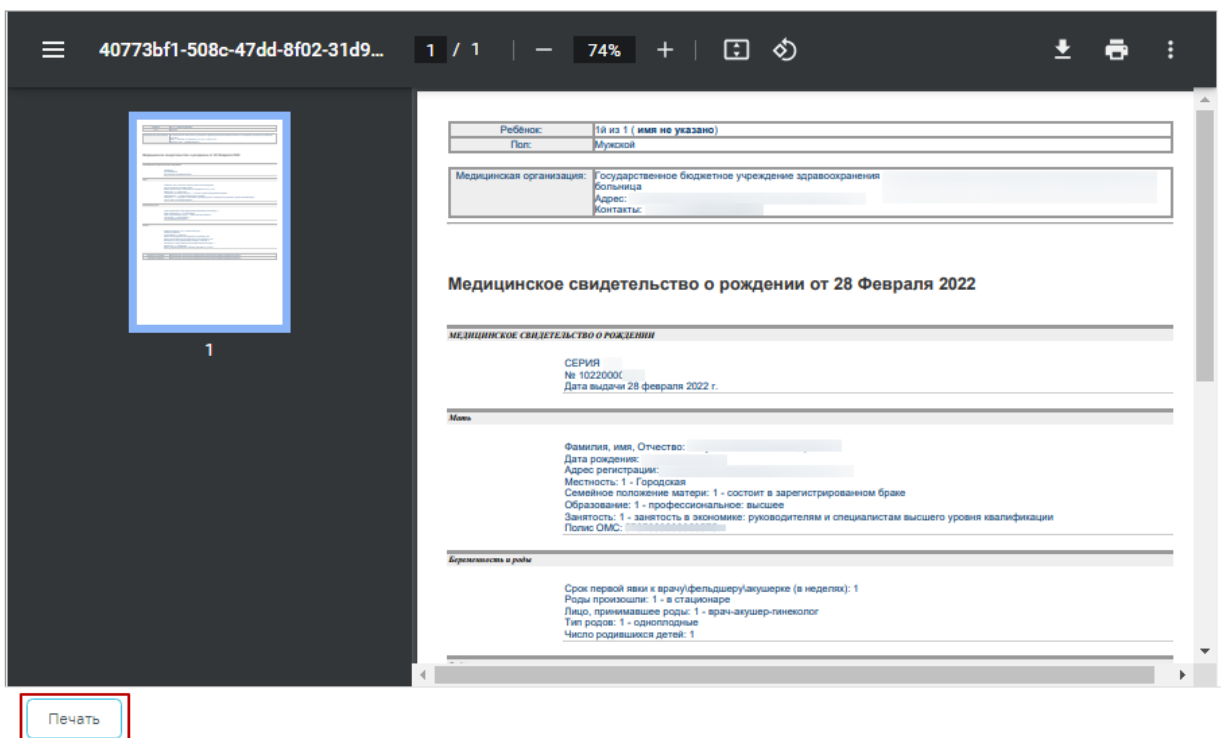 40773bf1-508c-47dd-8f02-31d9... 1 / 1 74%
1
Ребёнок: 1й из 1 ( имя не указано)
Пол: Мужской
Медицинская организация: Государственное бюджетное учреждение здравоохранения
больница
Адрес:
Контакты:
Медицинское свидетельство о рождении от 28 Февраля 2022
МЕДИЦИНСКОЕ СВИДЕТЕЛЬСТВО О РОЖДЕНИИ
СЕРИЯ
№ 10220000
Дата выдачи 28 февраля 2022 г.
Мать
Фамилия, имя, Отчество:
Дата рождения:
Адрес регистрации:
Местность: 1 - Городская
Семейное положение матери: 1 - состоит в зарегистрированном браке
Образование: 1 - профессиональное: высшее
Занятость: 1 - занятость в экономике: руководителям и специалистам высшего уровня квалификации
Полис ОМС:
Беременность и роды
Срок первой явки к врачу\фельдшеру\акушерке (в неделях): 1
Роды произошли: 1 - в стационаре
Лицо, принимавшее роды: 1 - врач-акушер-гинеколог
Тип родов: 1 - одноплодные
Число родившихся детей: 1
Печать